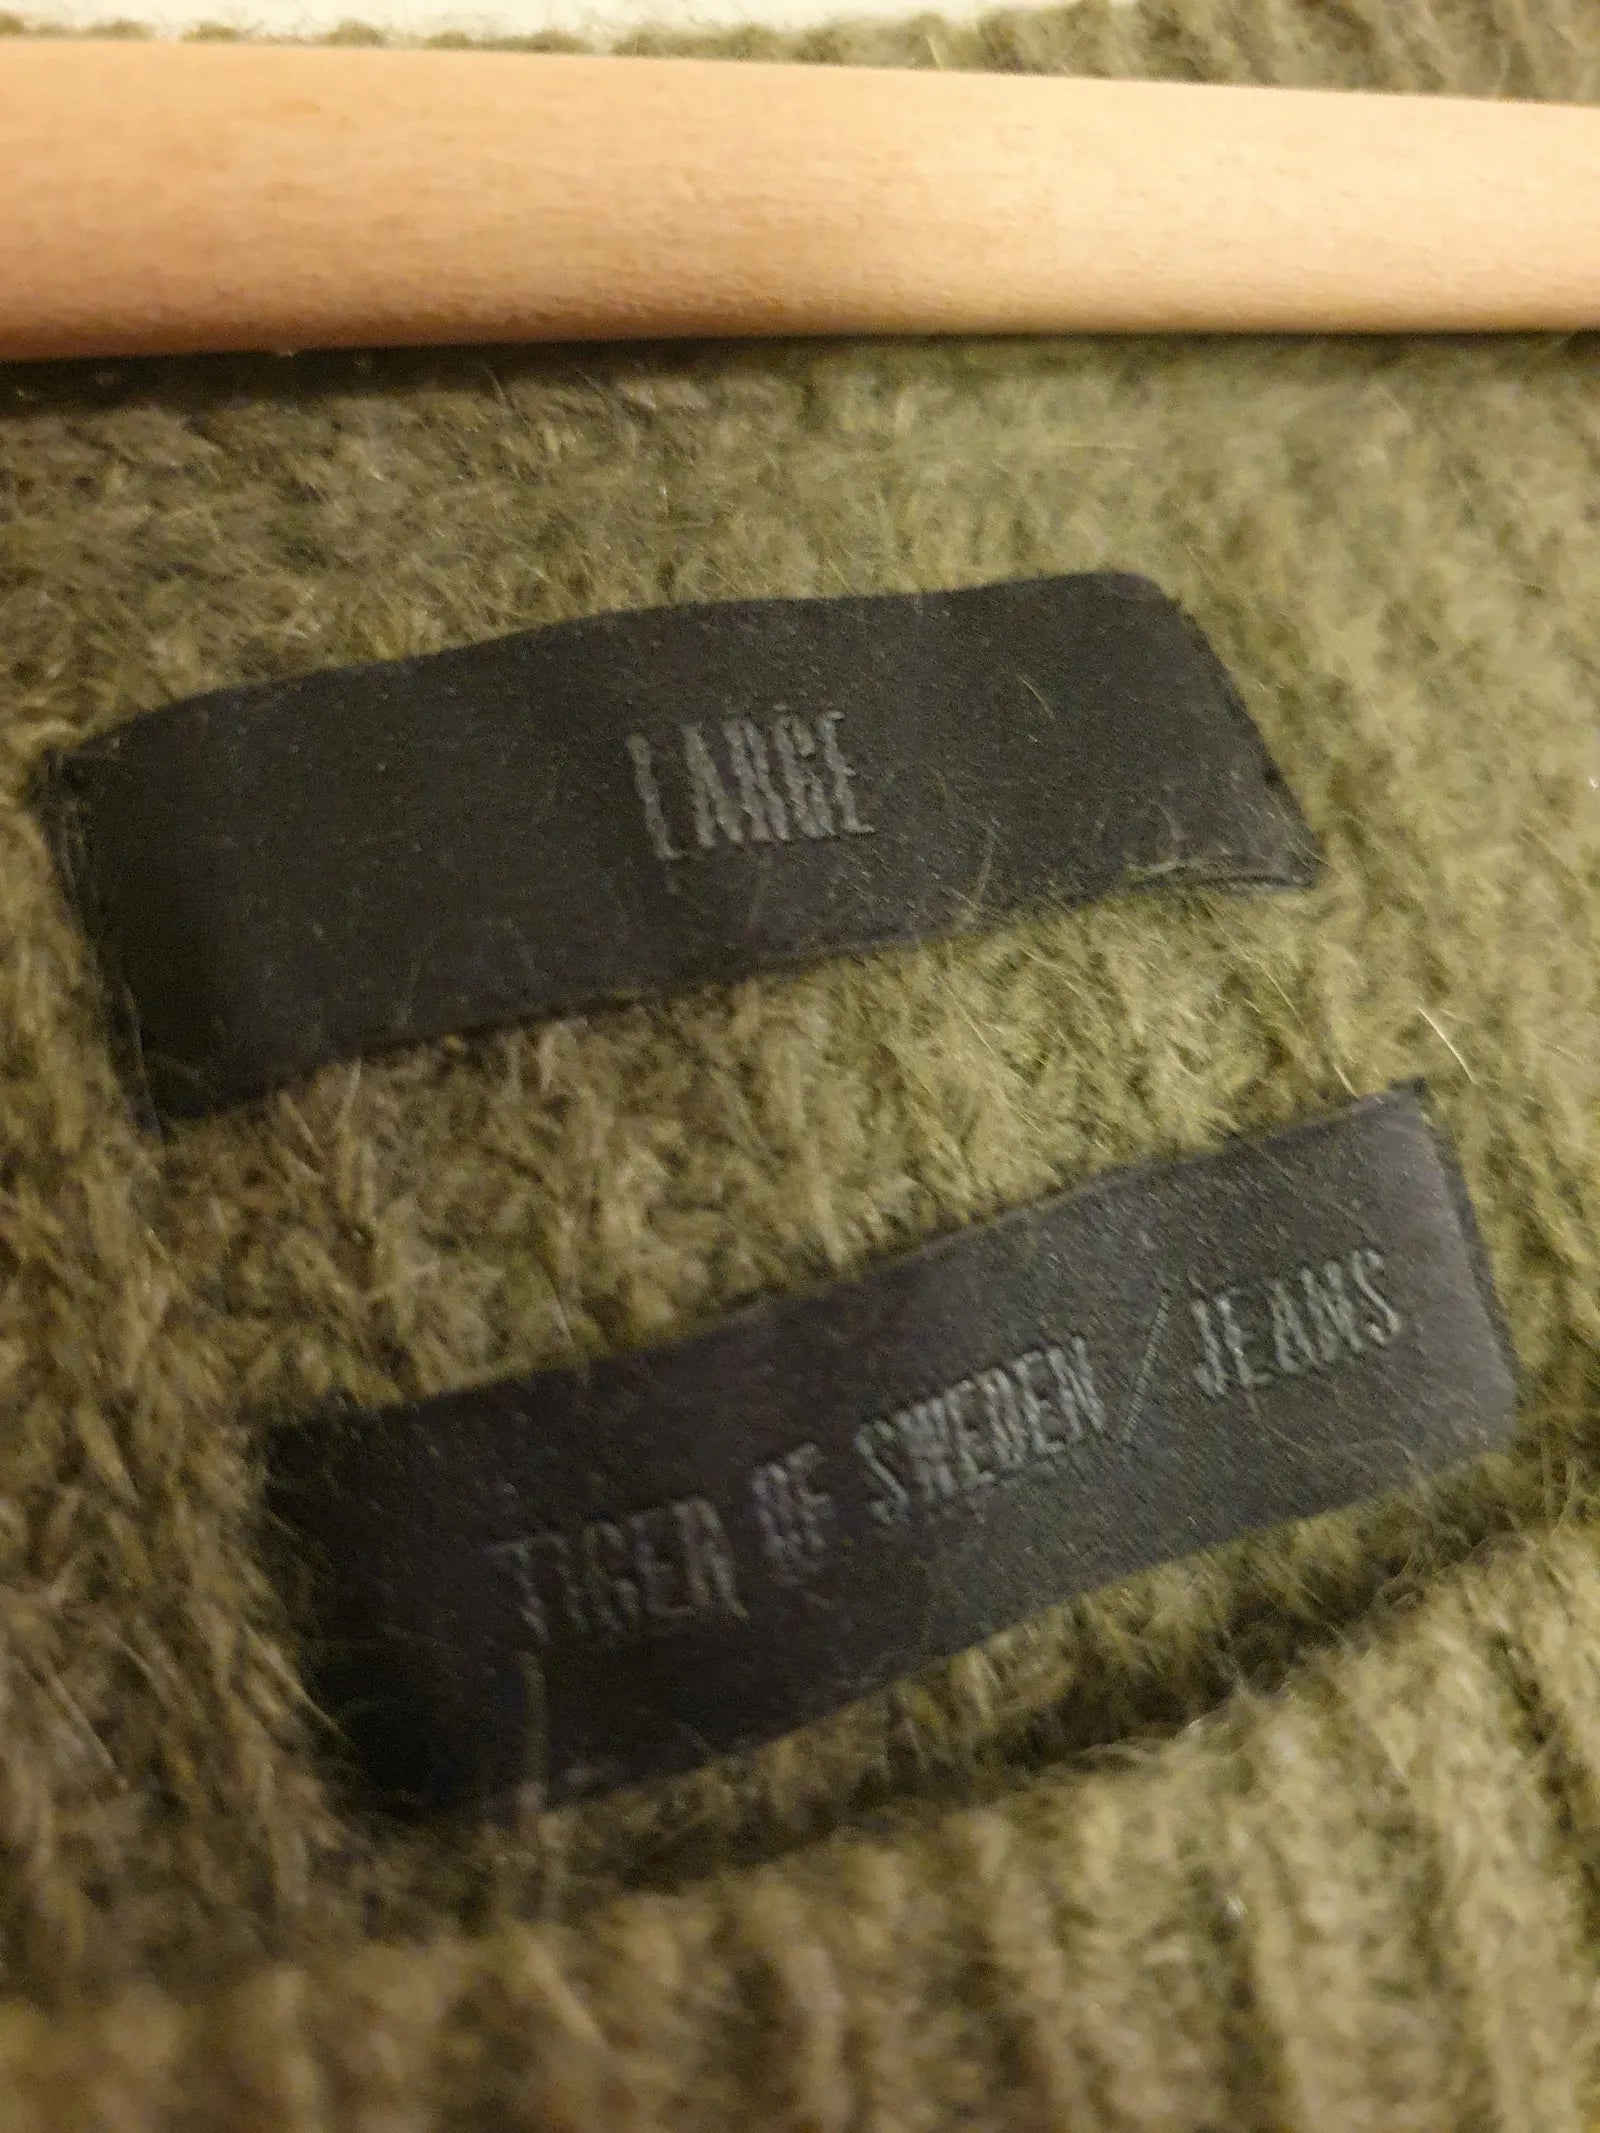 LARGE
TIGER OF SWEDEN / JEANS